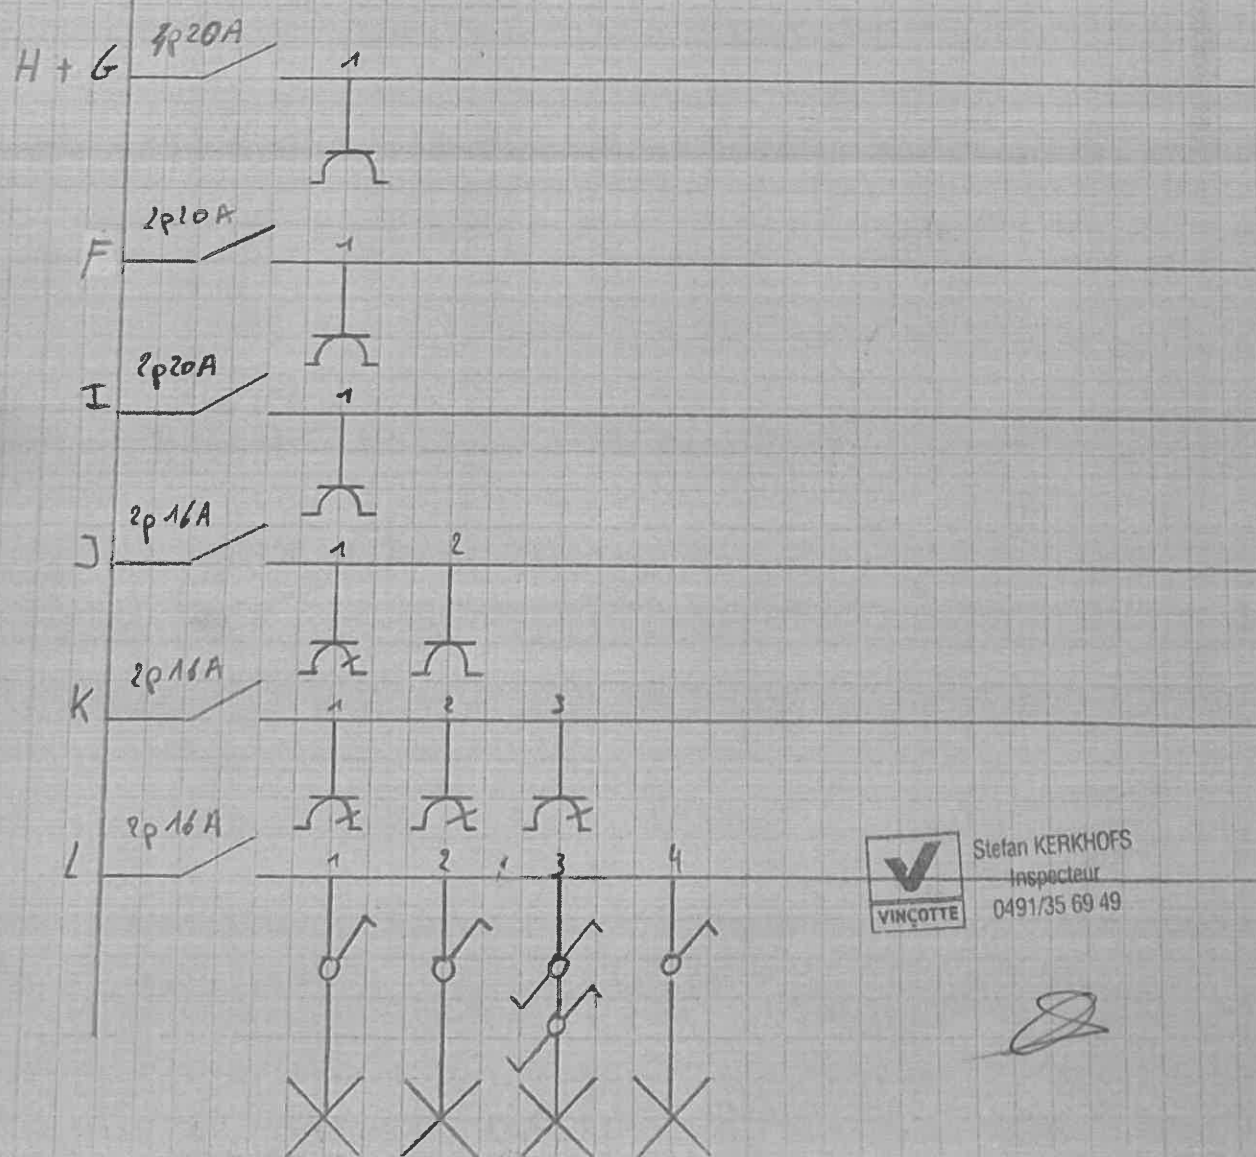 4p20A
H + G 1
2p20A
F 1
2p20A
I 1
2p16A
J 1 2
2p16A
K 1 2 3
2p16A
L 1 2 3 4
Stefan KERKHOFS
Inspecteur
0491/35 69 49
VINÇOTTE